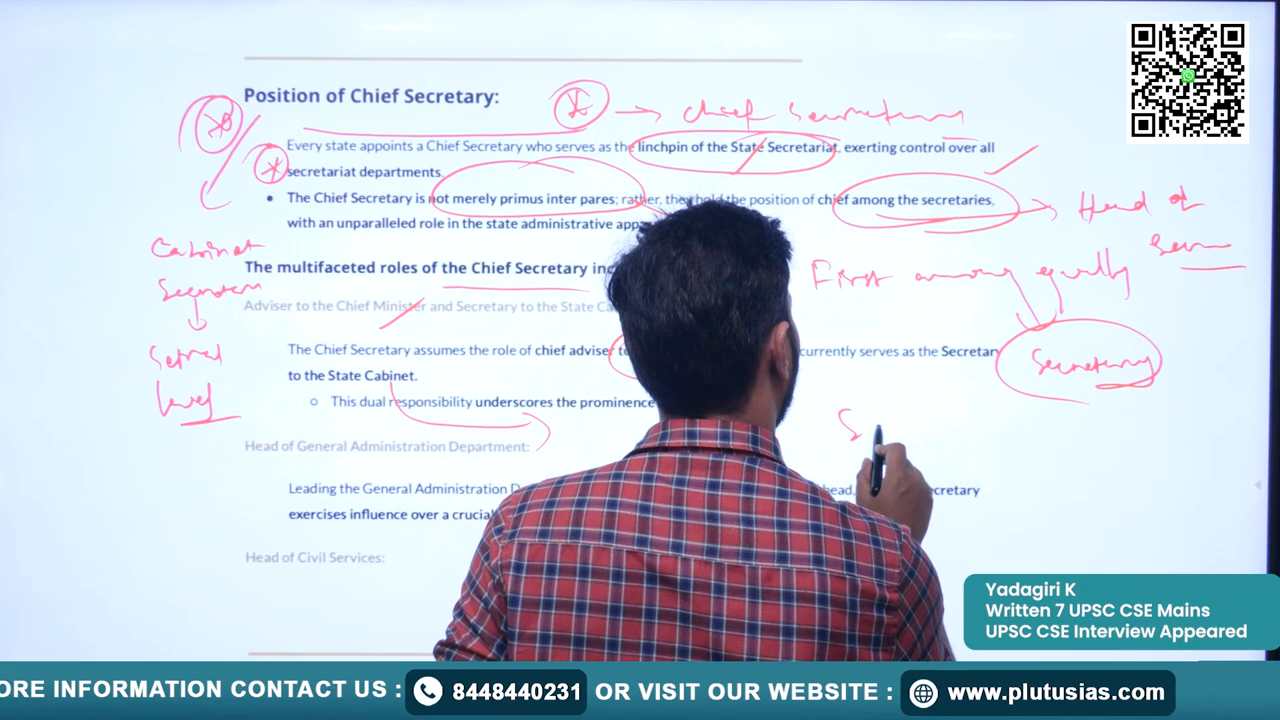 Position of Chief Secretary:
→ Chief Secretary
Every state appoints a Chief Secretary who serves as the linchpin of the State Secretariat, exerting control over all
secretariat departments.
• The Chief Secretary is not merely primus inter pares; rather, they hold the position of chief among the secretaries,
→ Head of
with an unparalleled role in the state administrative app
Cabinet
First among equally
The multifaceted roles of the Chief Secretary inc
Adviser to the Chief Minister and Secretary to the State Ca
The Chief Secretary assumes the role of chief adviser to
currently serves as the Secretary
Secretary
to the State Cabinet.
level
○ This dual responsibility underscores the prominence
S
Head of General Administration Department:
Leading the General Administration D
head,
cretary
exercises influence over a crucial
Head of Civil Services:
Yadagiri K
Written 7 UPSC CSE Mains
UPSC CSE Interview Appeared
ORE INFORMATION CONTACT US : 8448440231 OR VISIT OUR WEBSITE : www.plutusias.com